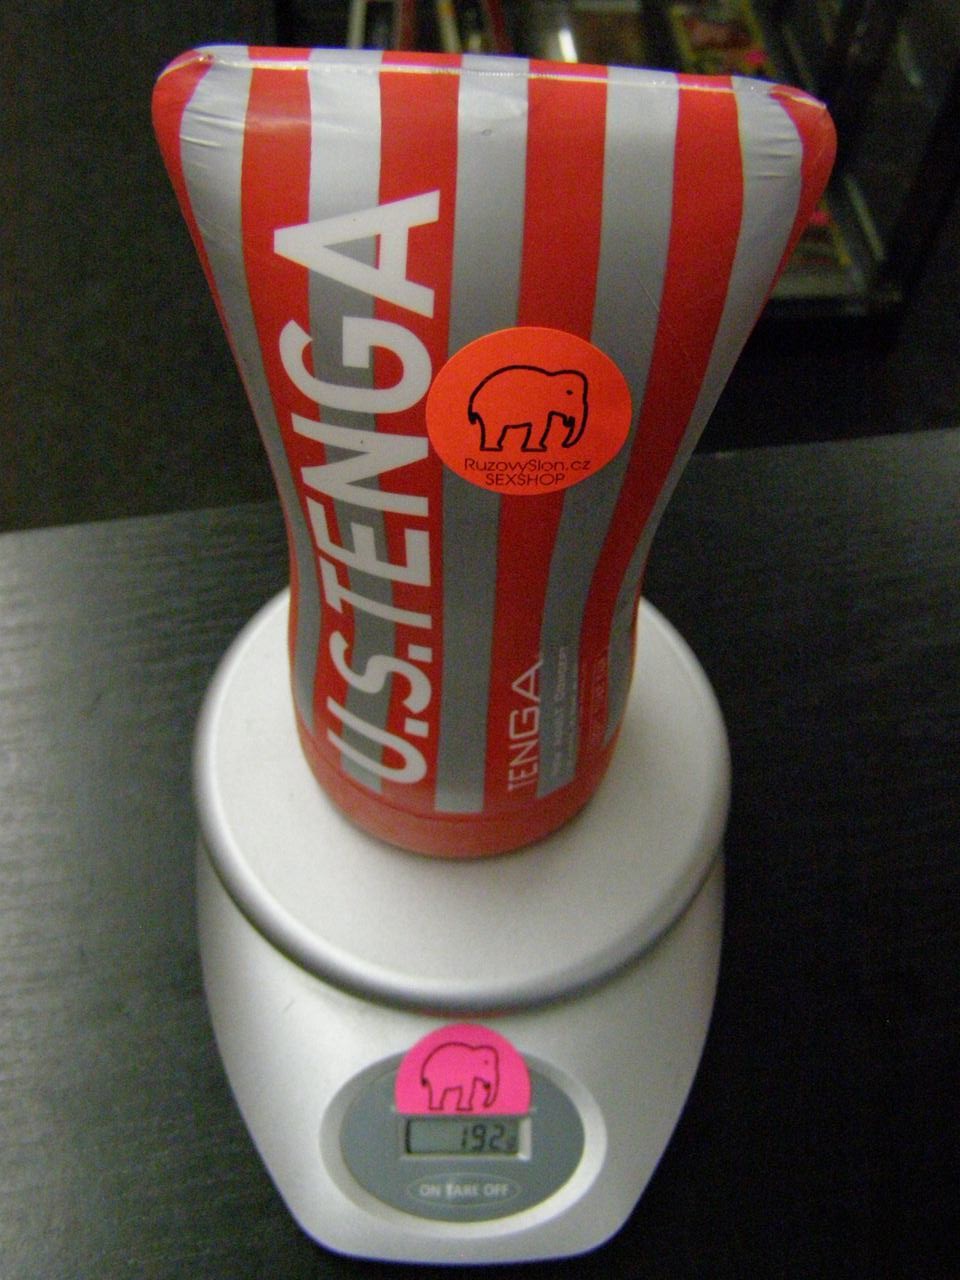 U.S.TENGA
RuzovySlon.cz
SEXSHOP
TENGA
192g
ON TARE OFF